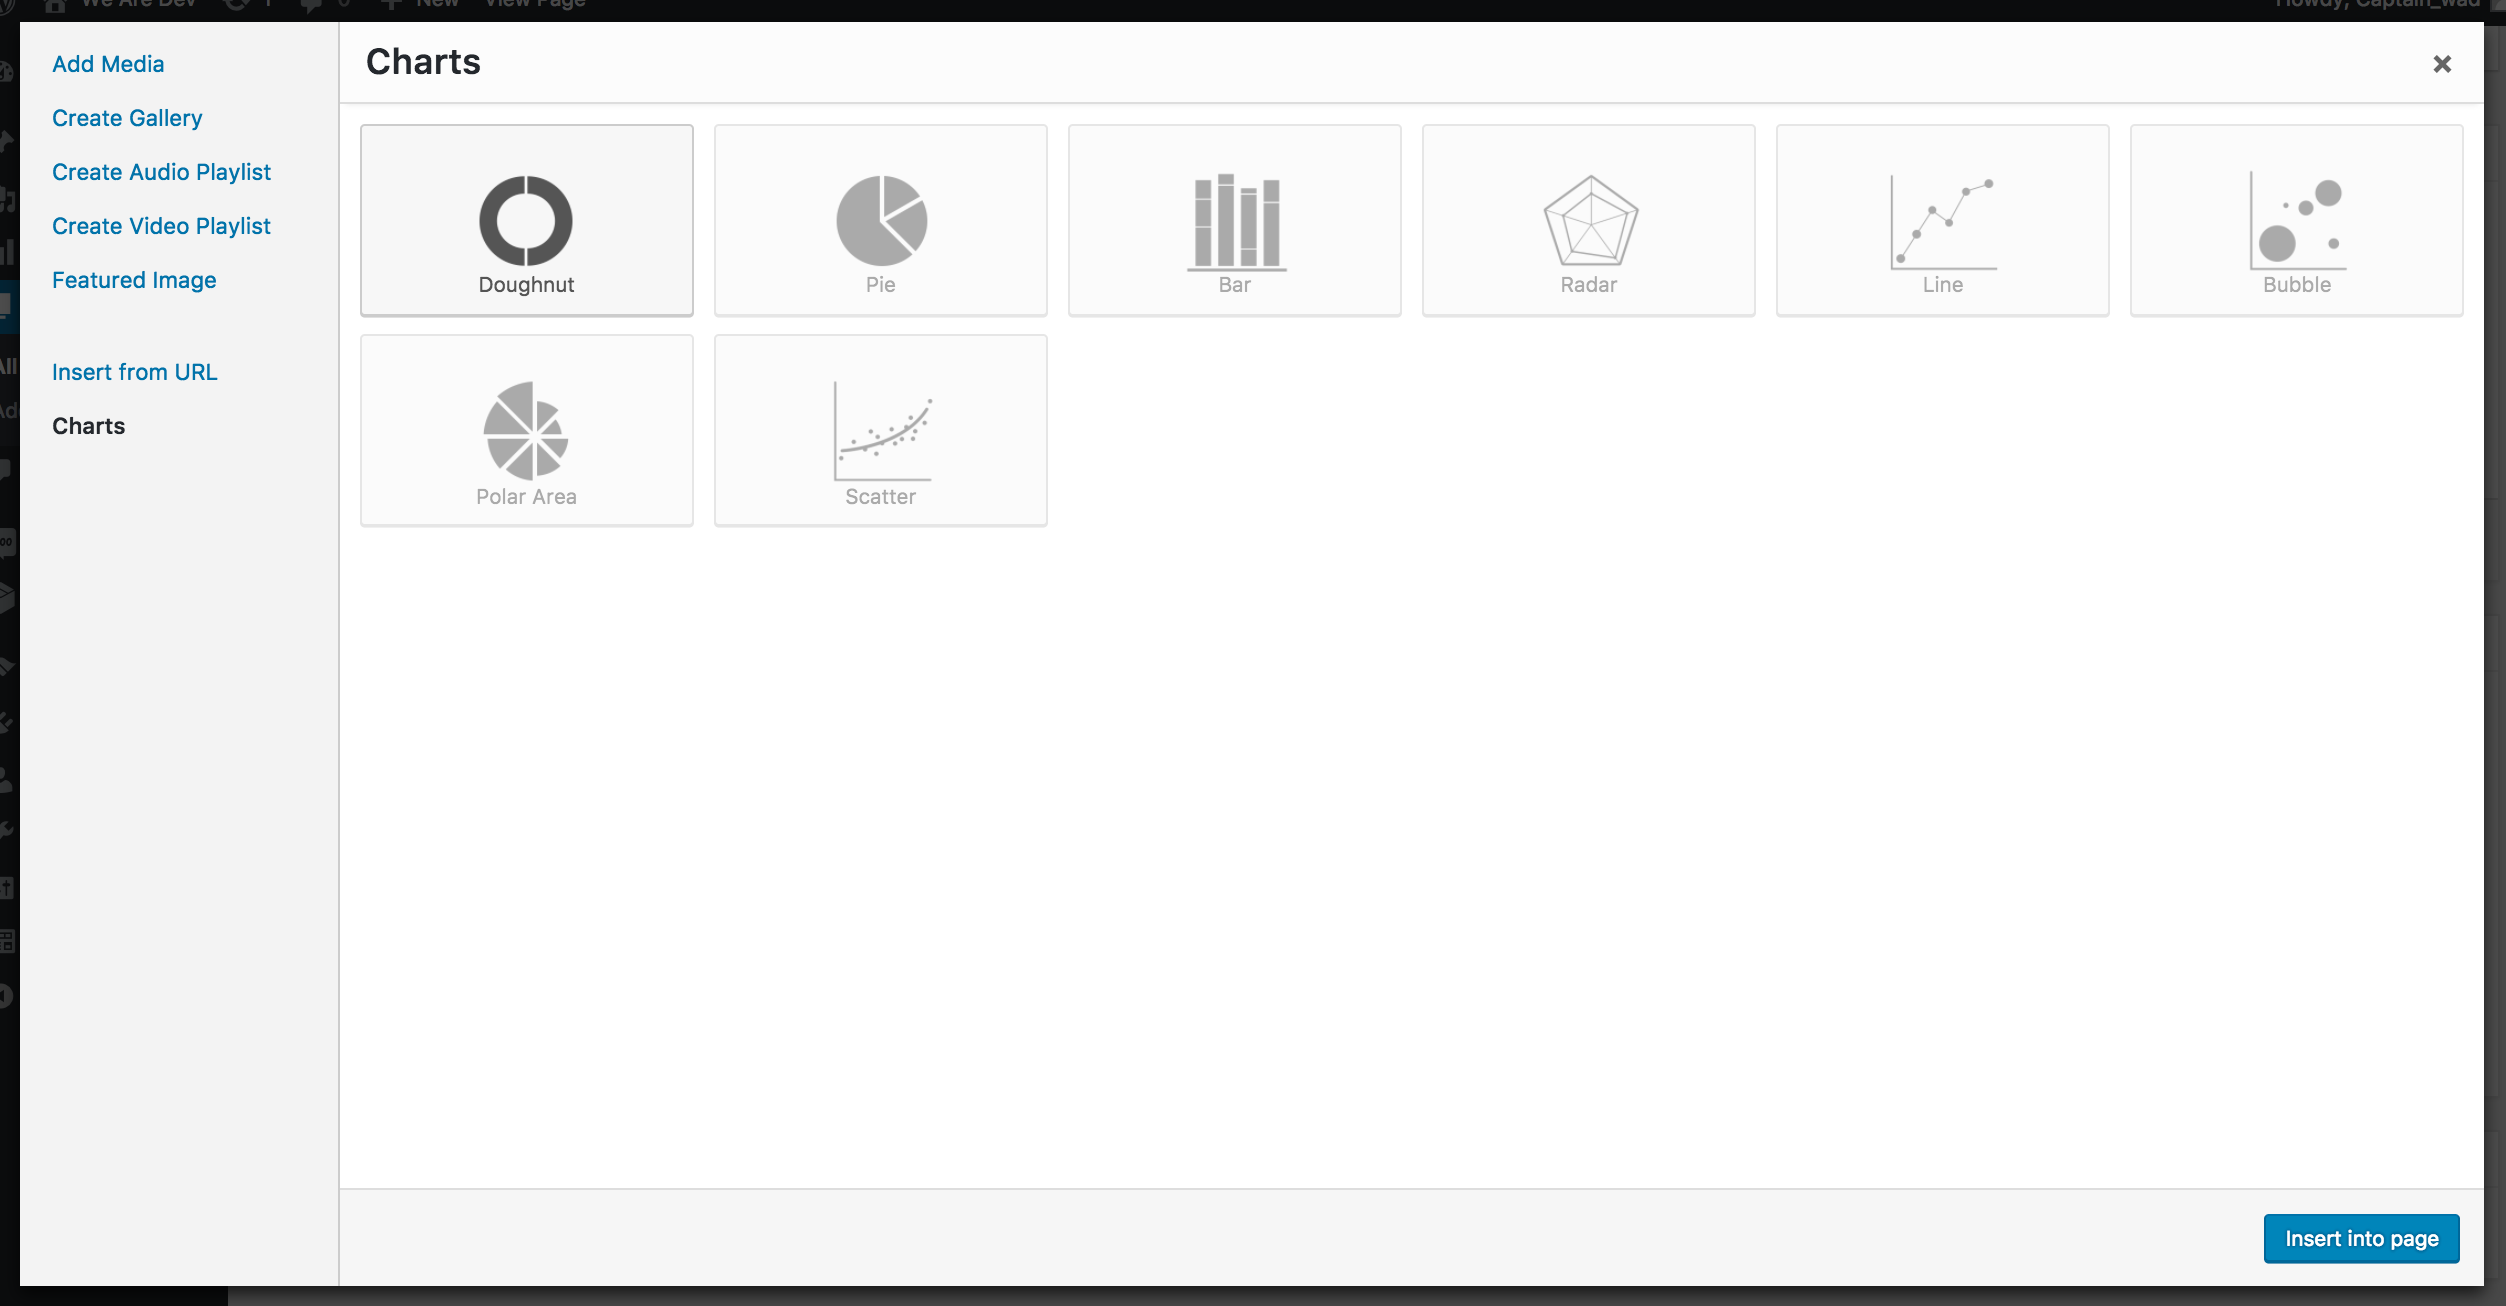 We Are Dev 1 0 New View Page
Howdy, Captain_wad
Add Media
Create Gallery
Create Audio Playlist
Create Video Playlist
Featured Image
Insert from URL
Charts
Charts
Doughnut
Pie
Bar
Radar
Line
Bubble
Polar Area
Scatter
All
Insert into page